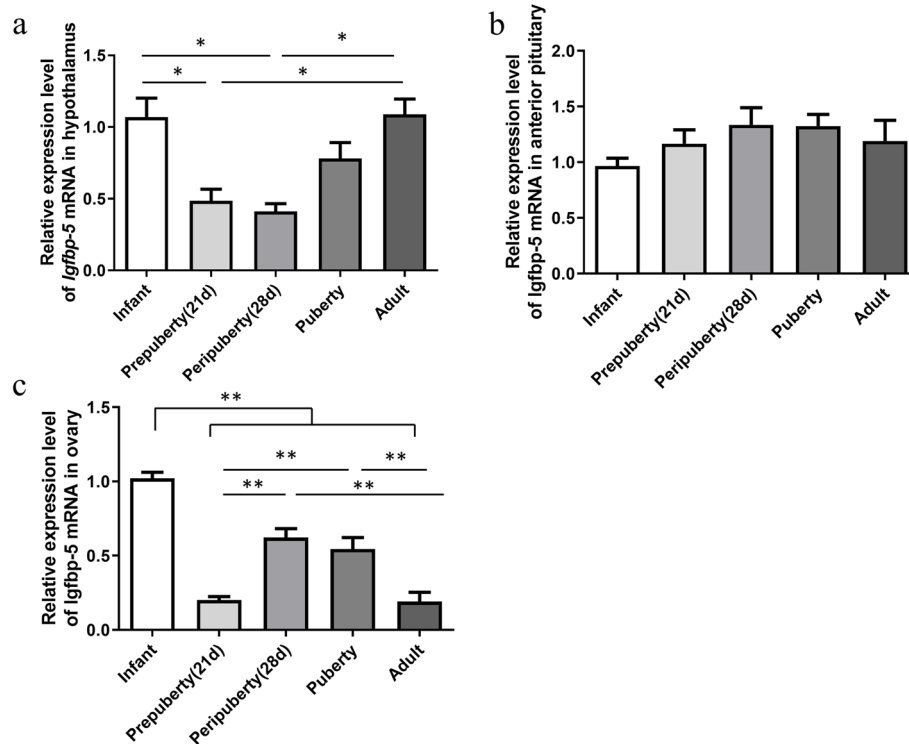 a
Relative expression level
of Igfbp-5 mRNA in hypothalamus
1.5
1.0
0.5
0.0
*
*
*
*
Infant
Prepuberty(21d)
Peripuberty(28d)
Puberty
Adult
b
Relative expression level
of Igfbp-5 mRNA in anterior pituitary
2.0
1.5
1.0
0.5
0.0
Infant
Prepuberty(21d)
Peripuberty(28d)
Puberty
Adult
c
Relative expression level
of Igfbp-5 mRNA in ovary
1.5
1.0
0.5
0.0
**
**
**
**
**
Infant
Prepuberty(21d)
Peripuberty(28d)
Puberty
Adult